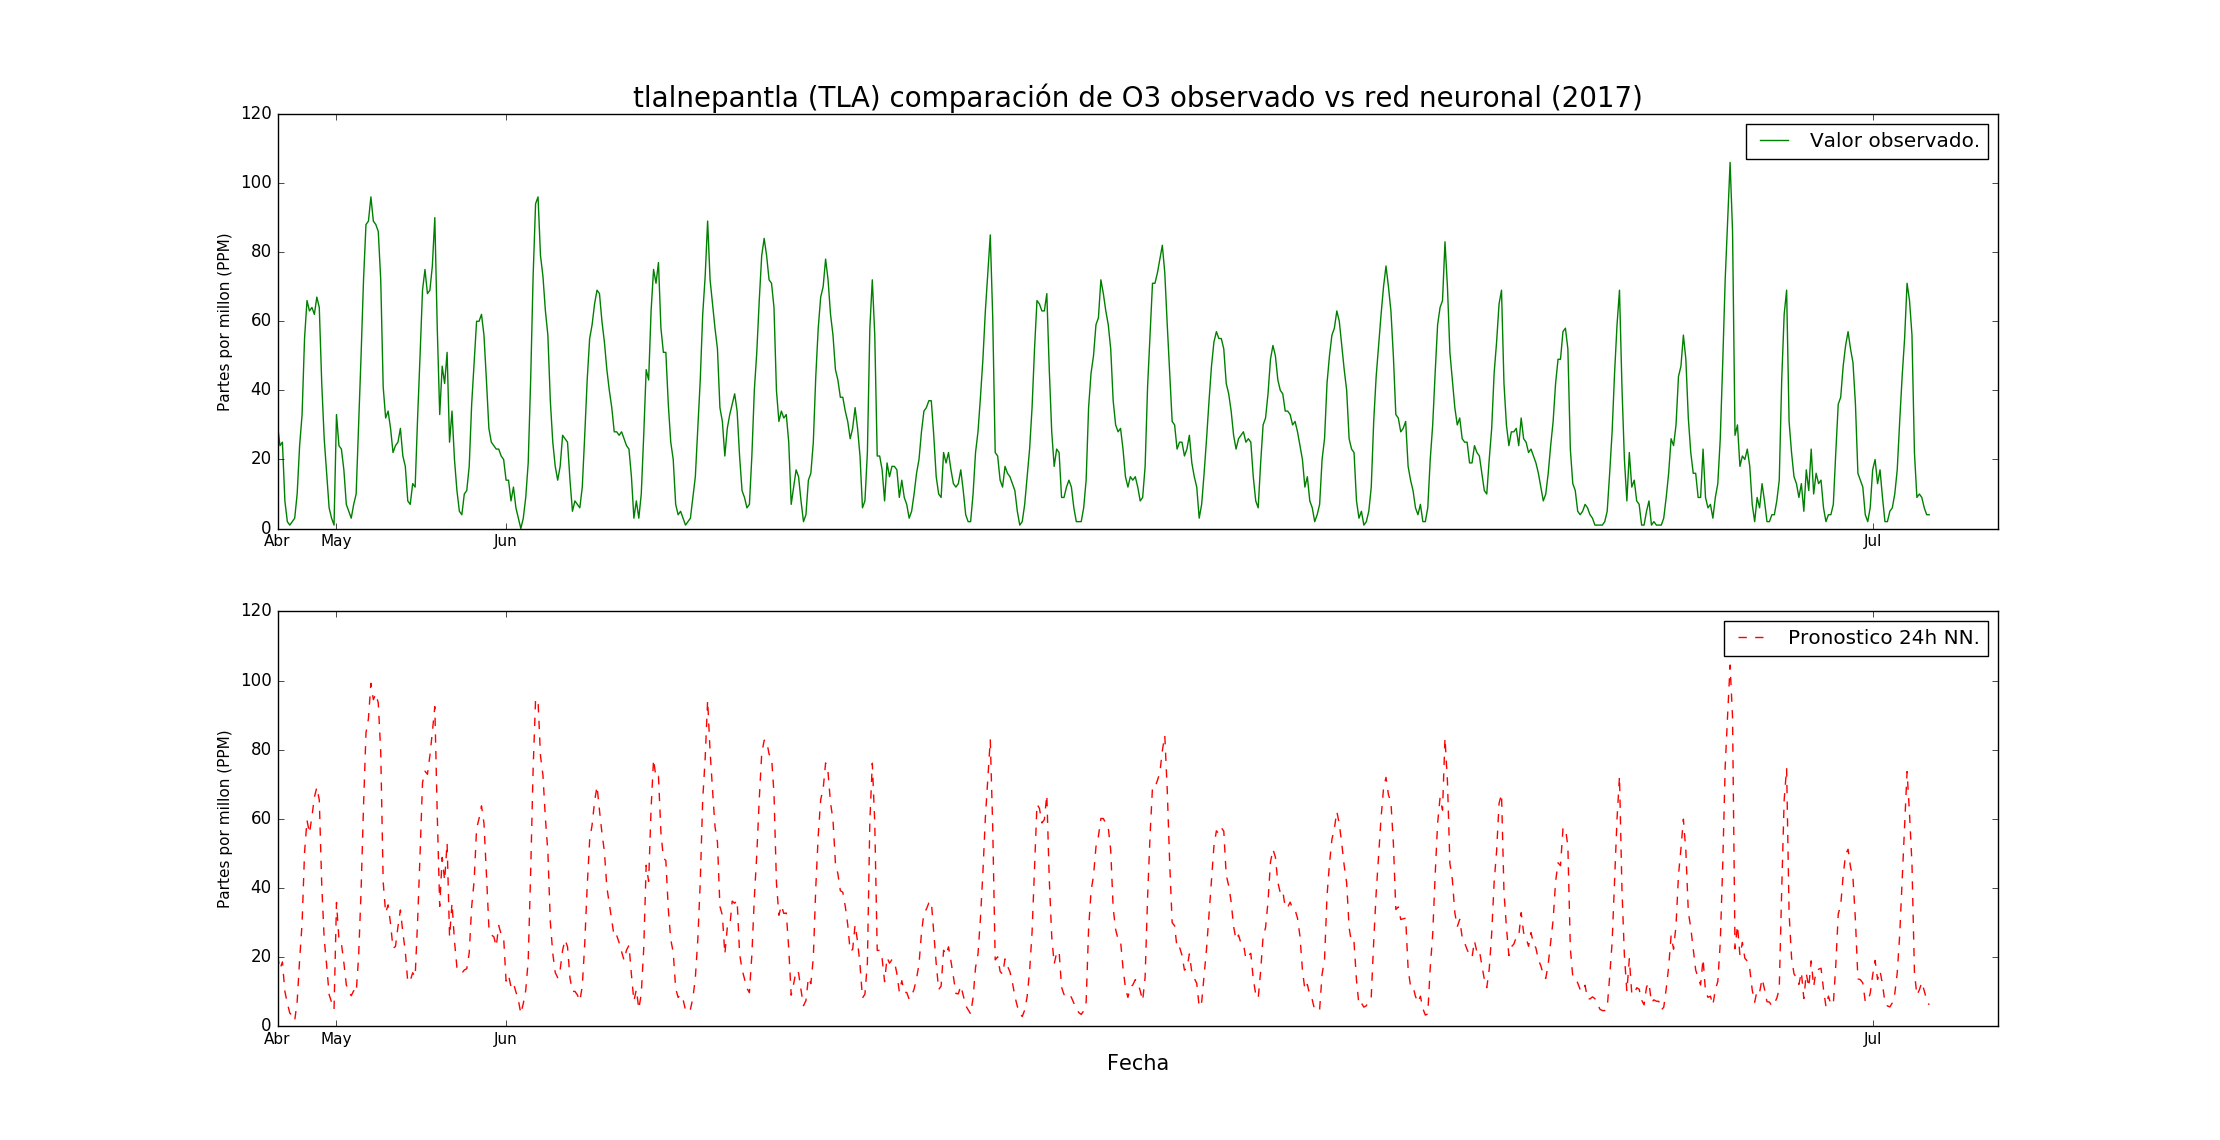 tlalnepantla (TLA) comparación de O3 observado vs red neuronal (2017)
120
100
80
60
40
20
0
Partes por millon (PPM)
Valor observado.
Abr May Jun Jul
120
100
80
60
40
20
0
Partes por millon (PPM)
Pronostico 24h NN.
Abr May Jun Jul
Fecha